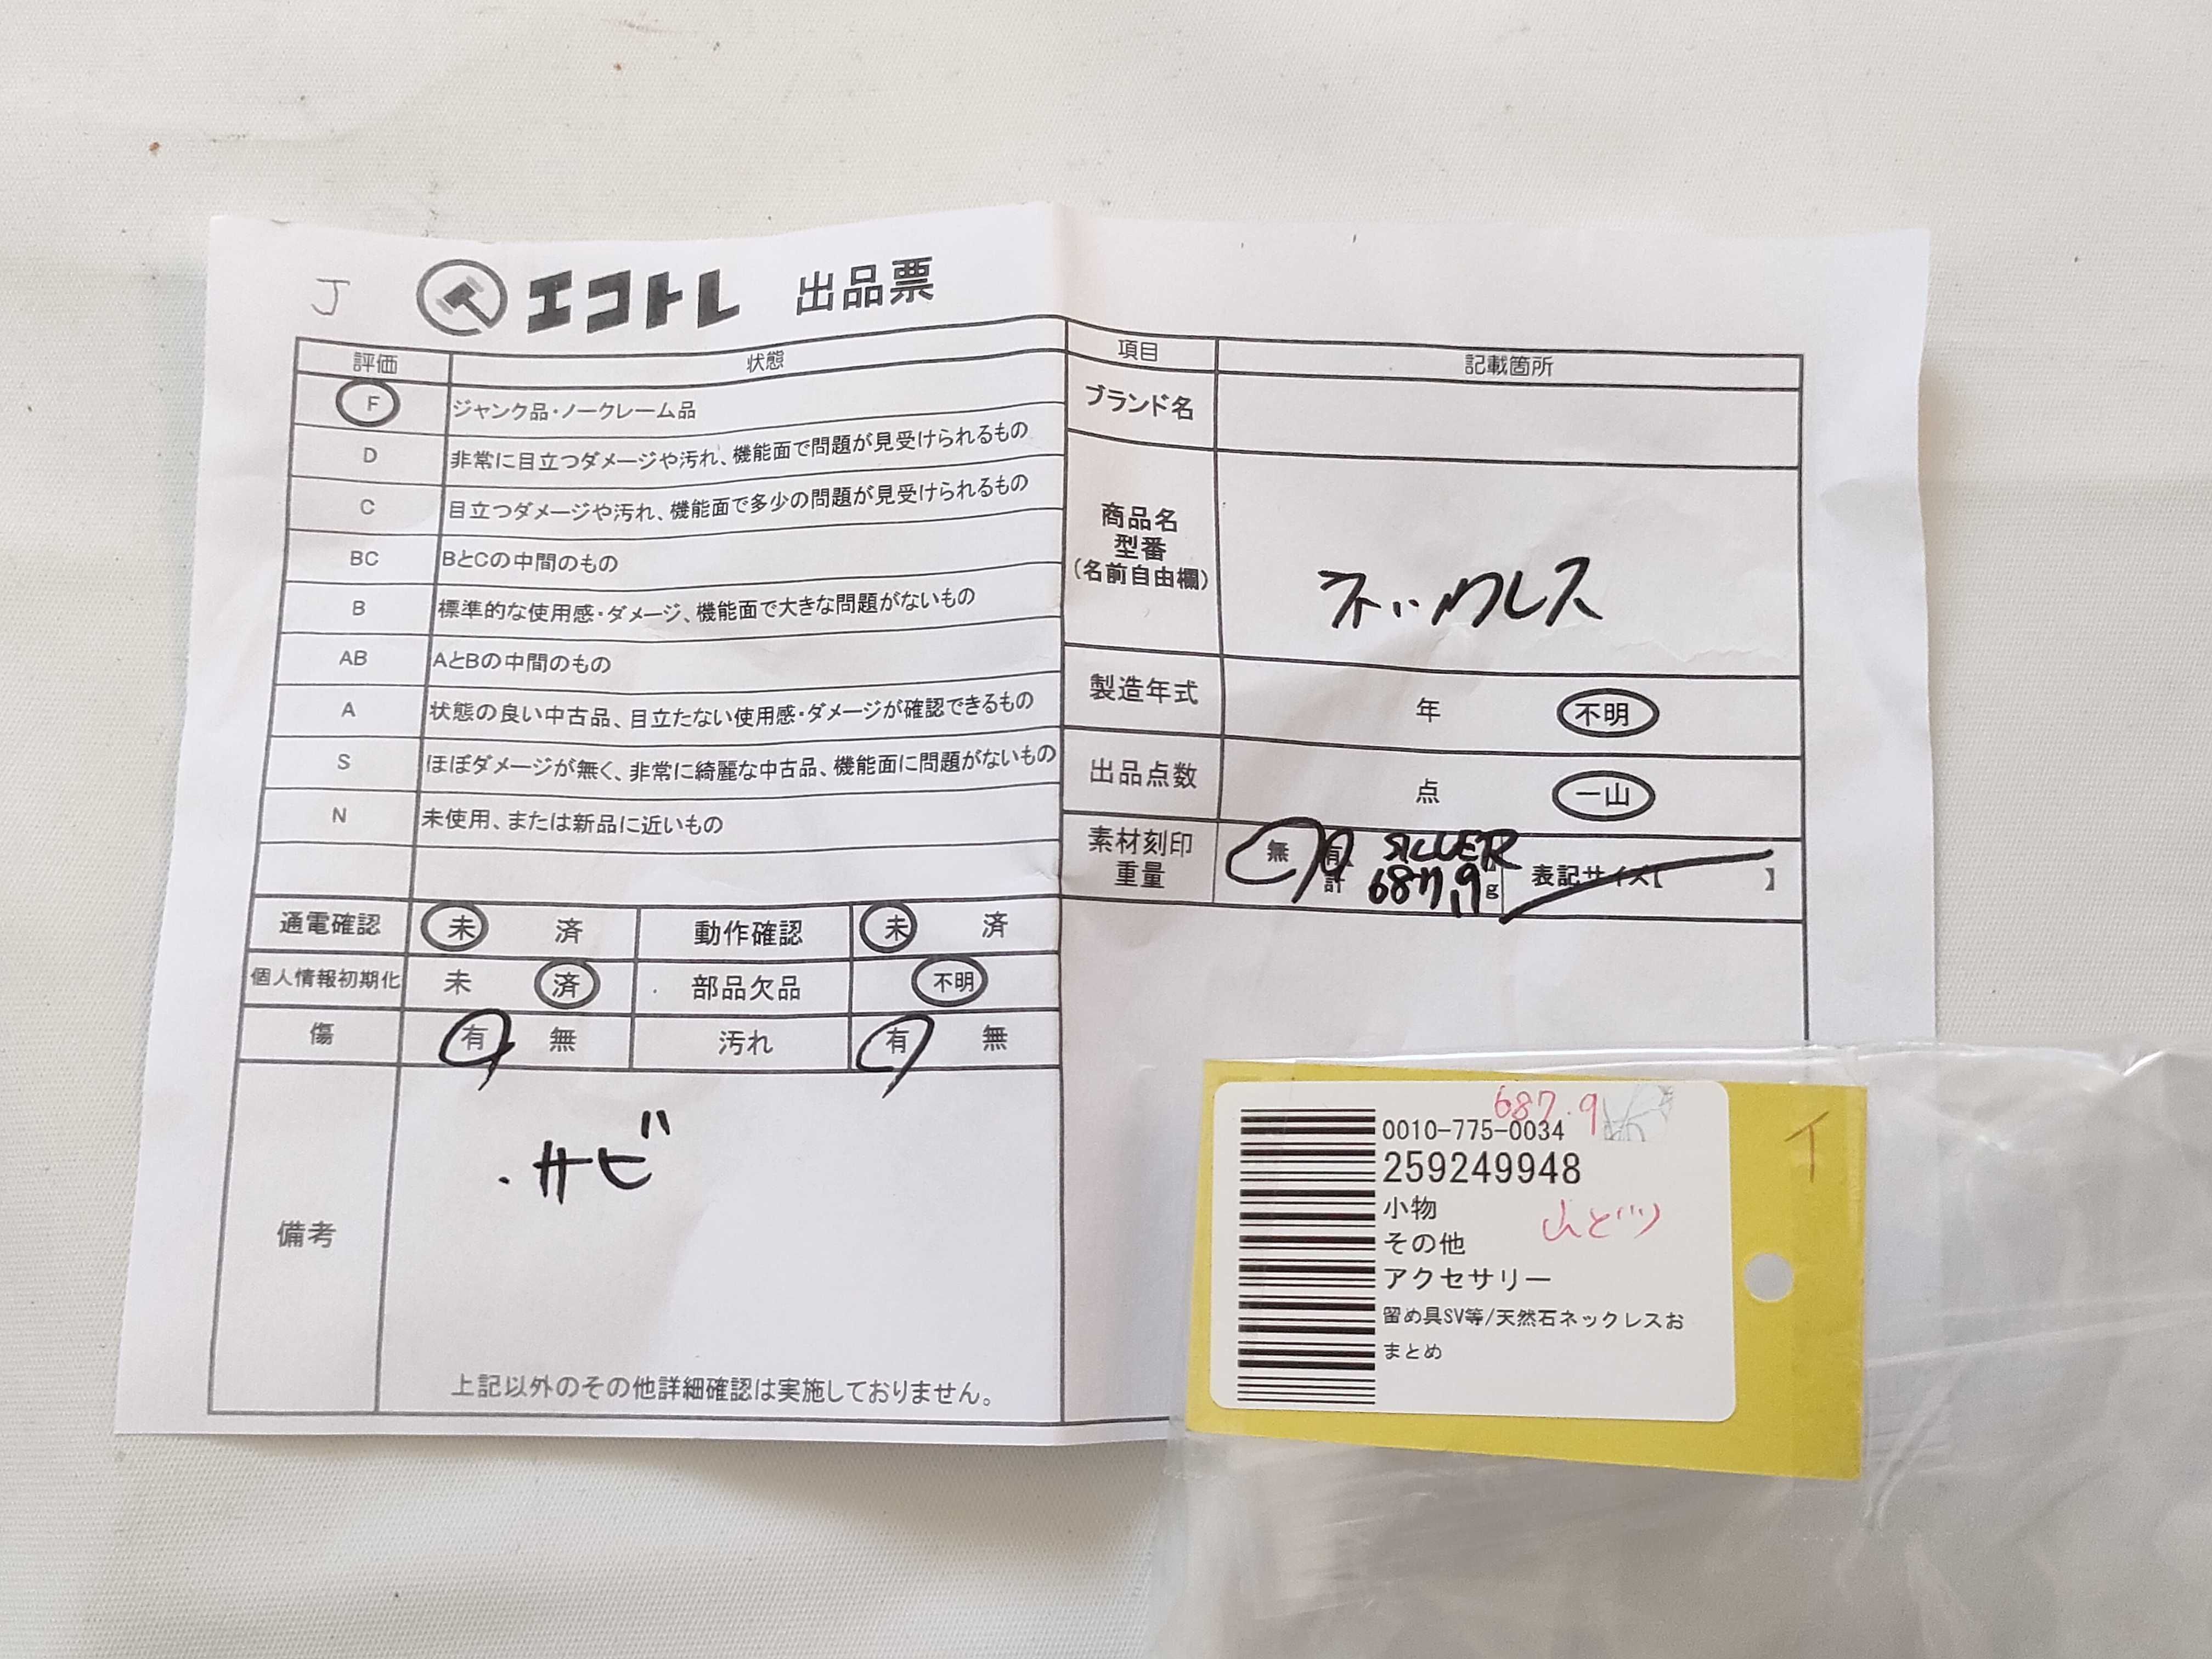 J
エコトレ 出品票
評価 状態
F ジャンク品・ノークレーム品
D 非常に目立つダメージや汚れ、機能面で問題が見受けられるもの
C 目立つダメージや汚れ、機能面で多少の問題が見受けられるもの
BC BとCの中間のもの
B 標準的な使用感・ダメージ、機能面で大きな問題がないもの
AB AとBの中間のもの
A 状態の良い中古品、目立たない使用感・ダメージが確認できるもの
S ほぼダメージが無く、非常に綺麗な中古品、機能面に問題がないもの
N 未使用、または新品に近いもの
通電確認 未 済 動作確認 未 済
個人情報初期化 未 済 部品欠品 不明
傷 有 無 汚れ 有 無
備考
・サビ
上記以外のその他詳細確認は実施しておりません。
項目 記載箇所
ブランド名
商品名
型番
(名前自由欄)
ネックレス
製造年式 年 不明
出品点数 点 一山
素材刻印 無 有 SILVER
重量 計 687.9 g 表記サイズ【 】
687.9
0010-775-0034
259249948
小物
その他
アクセサリー
留め具SV等/天然石ネックレスお
まとめ
イ